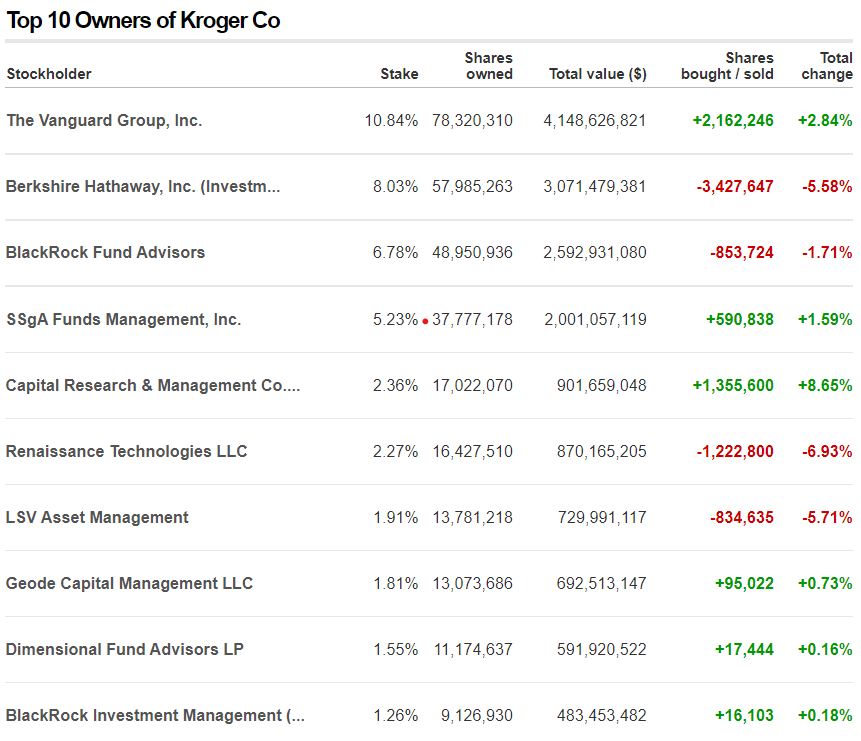 Top 10 Owners of Kroger Co
Stockholder Stake Shares owned Total value ($) Shares bought / sold Total change
The Vanguard Group, Inc. 10.84% 78,320,310 4,148,626,821 +2,162,246 +2.84%
Berkshire Hathaway, Inc. (Investm... 8.03% 57,985,263 3,071,479,381 -3,427,647 -5.58%
BlackRock Fund Advisors 6.78% 48,950,936 2,592,931,080 -853,724 -1.71%
SSgA Funds Management, Inc. 5.23% 37,777,178 2,001,057,119 +590,838 +1.59%
Capital Research & Management Co.... 2.36% 17,022,070 901,659,048 +1,355,600 +8.65%
Renaissance Technologies LLC 2.27% 16,427,510 870,165,205 -1,222,800 -6.93%
LSV Asset Management 1.91% 13,781,218 729,991,117 -834,635 -5.71%
Geode Capital Management LLC 1.81% 13,073,686 692,513,147 +95,022 +0.73%
Dimensional Fund Advisors LP 1.55% 11,174,637 591,920,522 +17,444 +0.16%
BlackRock Investment Management (... 1.26% 9,126,930 483,453,482 +16,103 +0.18%